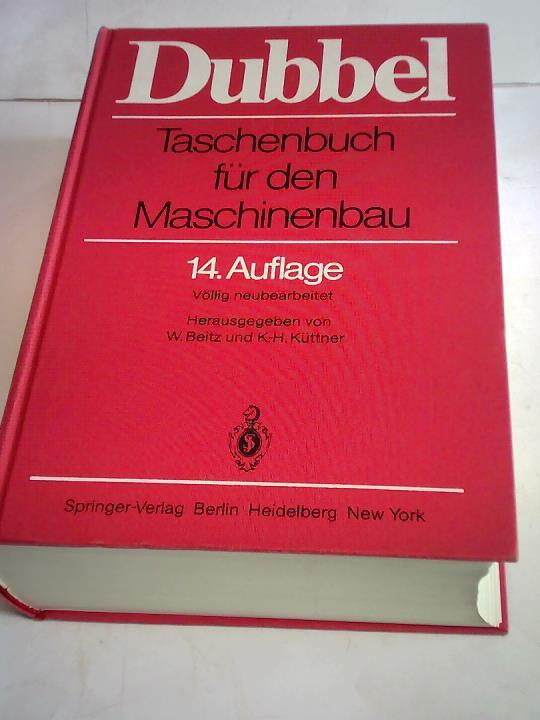 Dubbel
Taschenbuch
für den
Maschinenbau
14. Auflage
Völlig neubearbeitet
Herausgegeben von
W. Beitz und K.-H. Küttner
Springer-Verlag Berlin Heidelberg New York